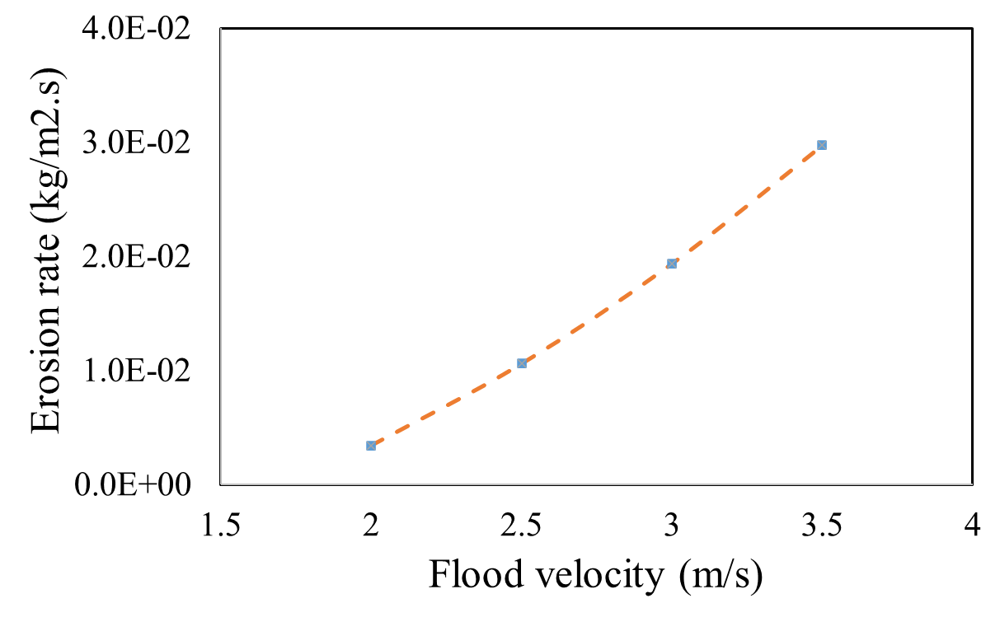 4.0E-02
3.0E-02
2.0E-02
1.0E-02
0.0E+00
Erosion rate (kg/m2.s)
1.5 2 2.5 3 3.5 4
Flood velocity (m/s)